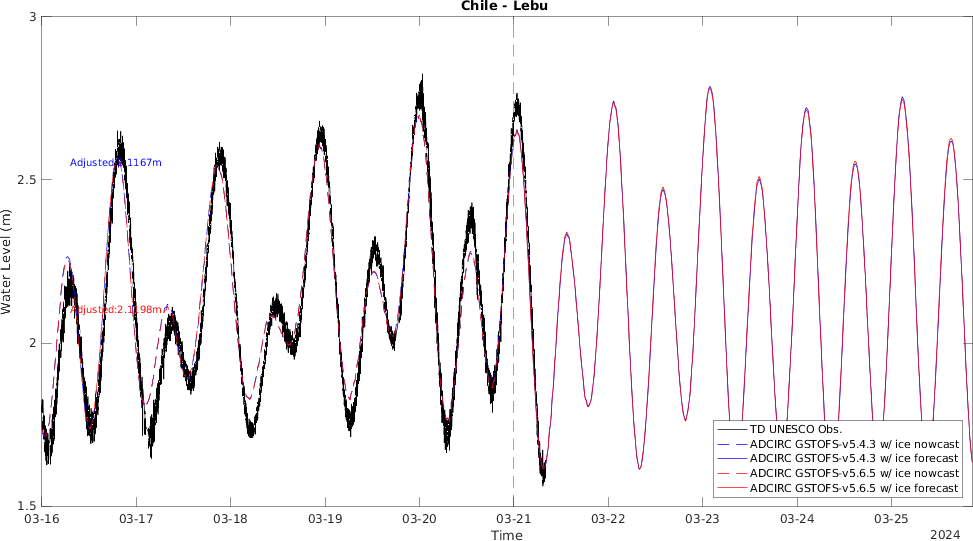 Chile - Lebu
3
2.5
2
1.5
Water Level (m)
Adjusted:2.1167m
Adjusted:2.1198m
TD UNESCO Obs.
ADCIRC GSTOFS-v5.4.3 w/ ice nowcast
ADCIRC GSTOFS-v5.4.3 w/ ice forecast
ADCIRC GSTOFS-v5.6.5 w/ ice nowcast
ADCIRC GSTOFS-v5.6.5 w/ ice forecast
03-16 03-17 03-18 03-19 03-20 03-21 03-22 03-23 03-24 03-25
Time
2024